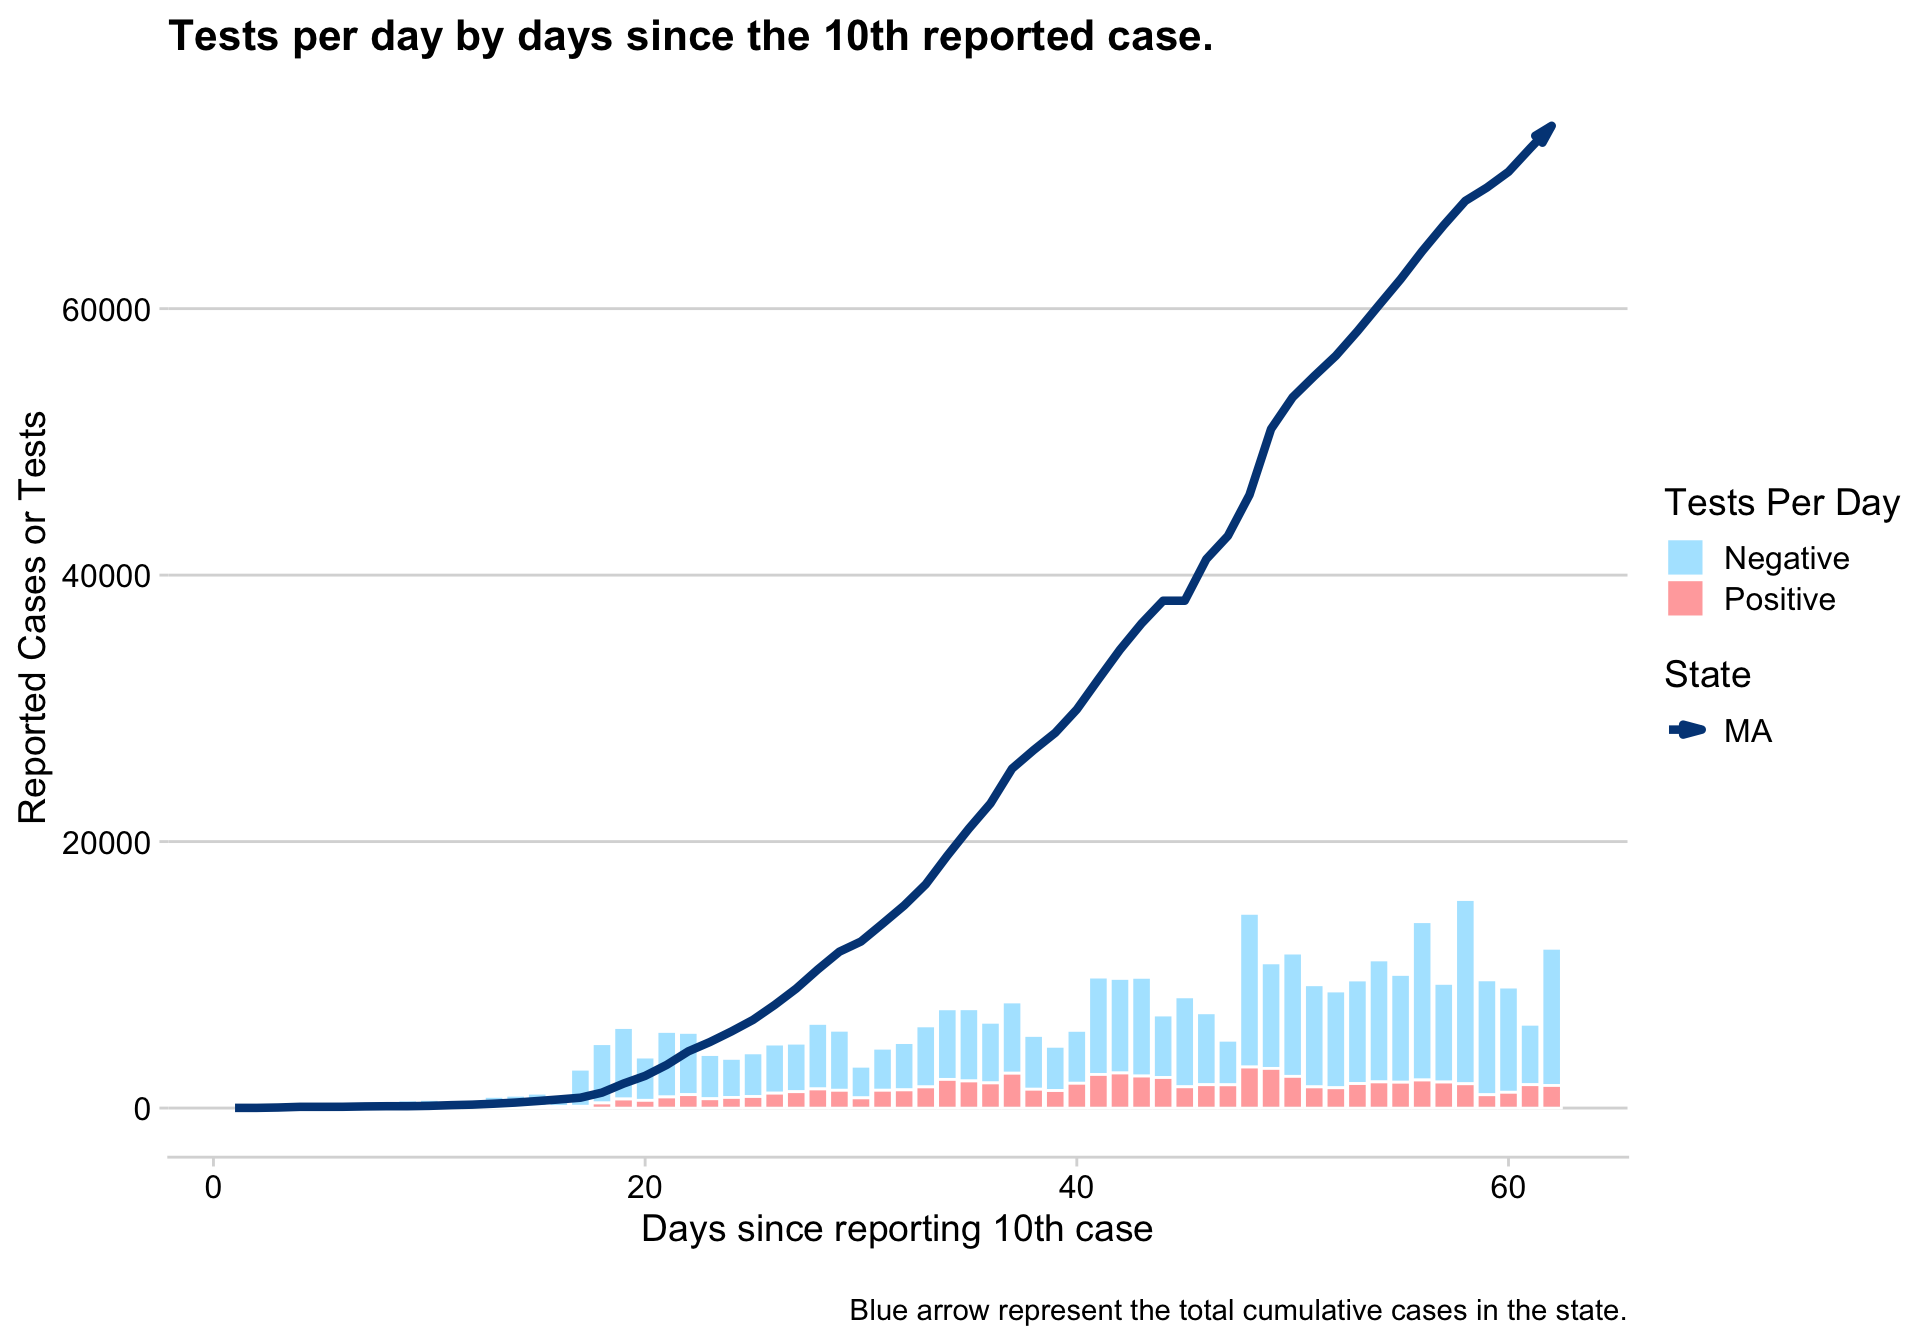 Tests per day by days since the 10th reported case.
Reported Cases or Tests
60000
40000
20000
0
0
20
40
60
Days since reporting 10th case
Tests Per Day
Negative
Positive
State
MA
Blue arrow represent the total cumulative cases in the state.